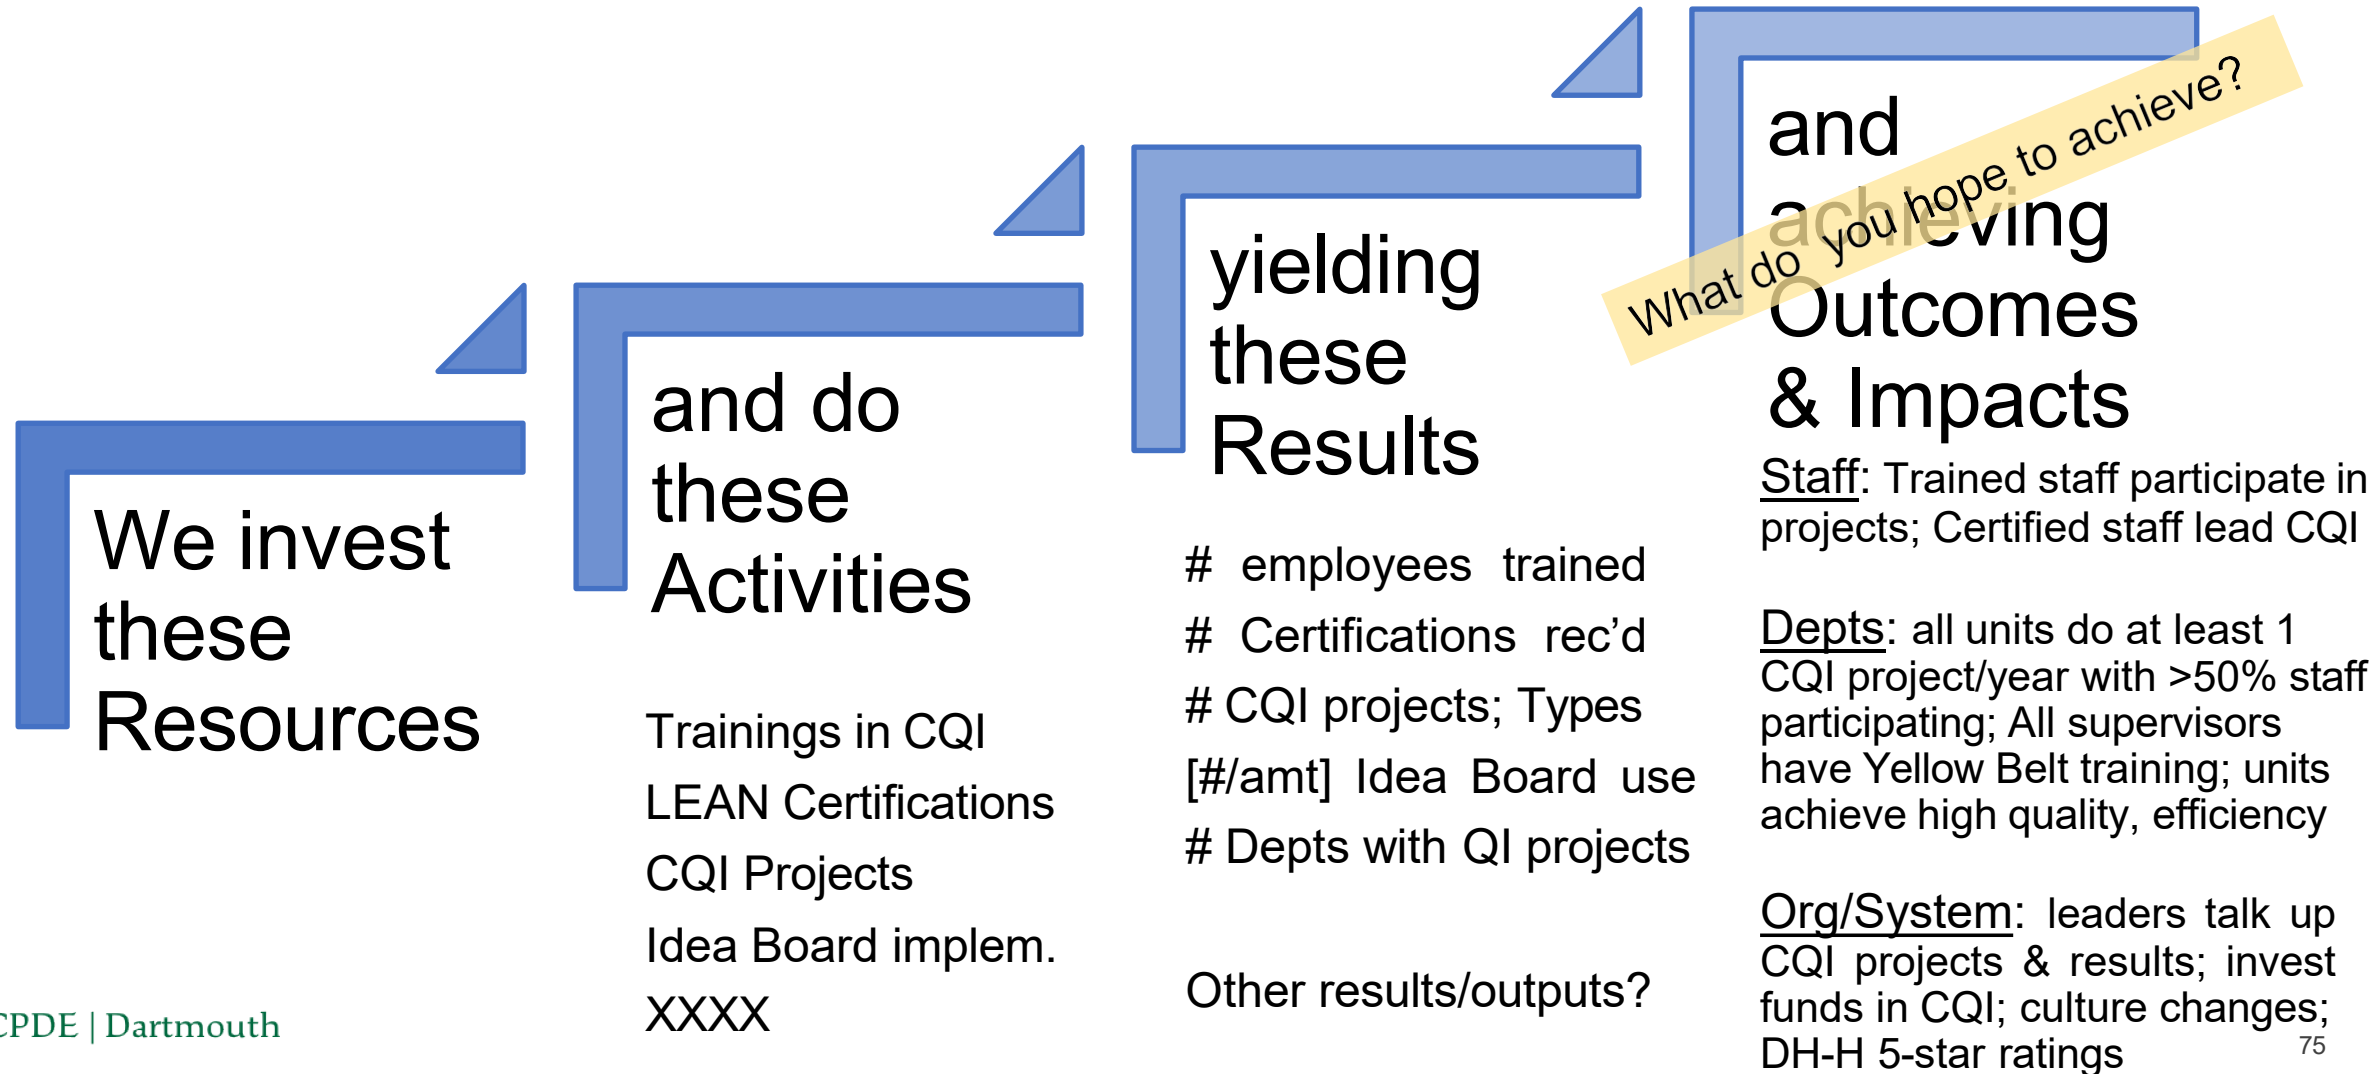 We invest
these
Resources
and do
these
Activities
Trainings in CQI
LEAN Certifications
CQI Projects
Idea Board implem.
XXXX
yielding
these
Results
# employees trained
# Certifications rec’d
# CQI projects; Types
[#/amt] Idea Board use
# Depts with QI projects
Other results/outputs?
and
achieving
Outcomes
& Impacts
What do you hope to achieve?
Staff: Trained staff participate in
projects; Certified staff lead CQI
Depts: all units do at least 1
CQI project/year with >50% staff
participating; All supervisors
have Yellow Belt training; units
achieve high quality, efficiency
Org/System: leaders talk up
CQI projects & results; invest
funds in CQI; culture changes;
DH-H 5-star ratings
CPDE | Dartmouth
75